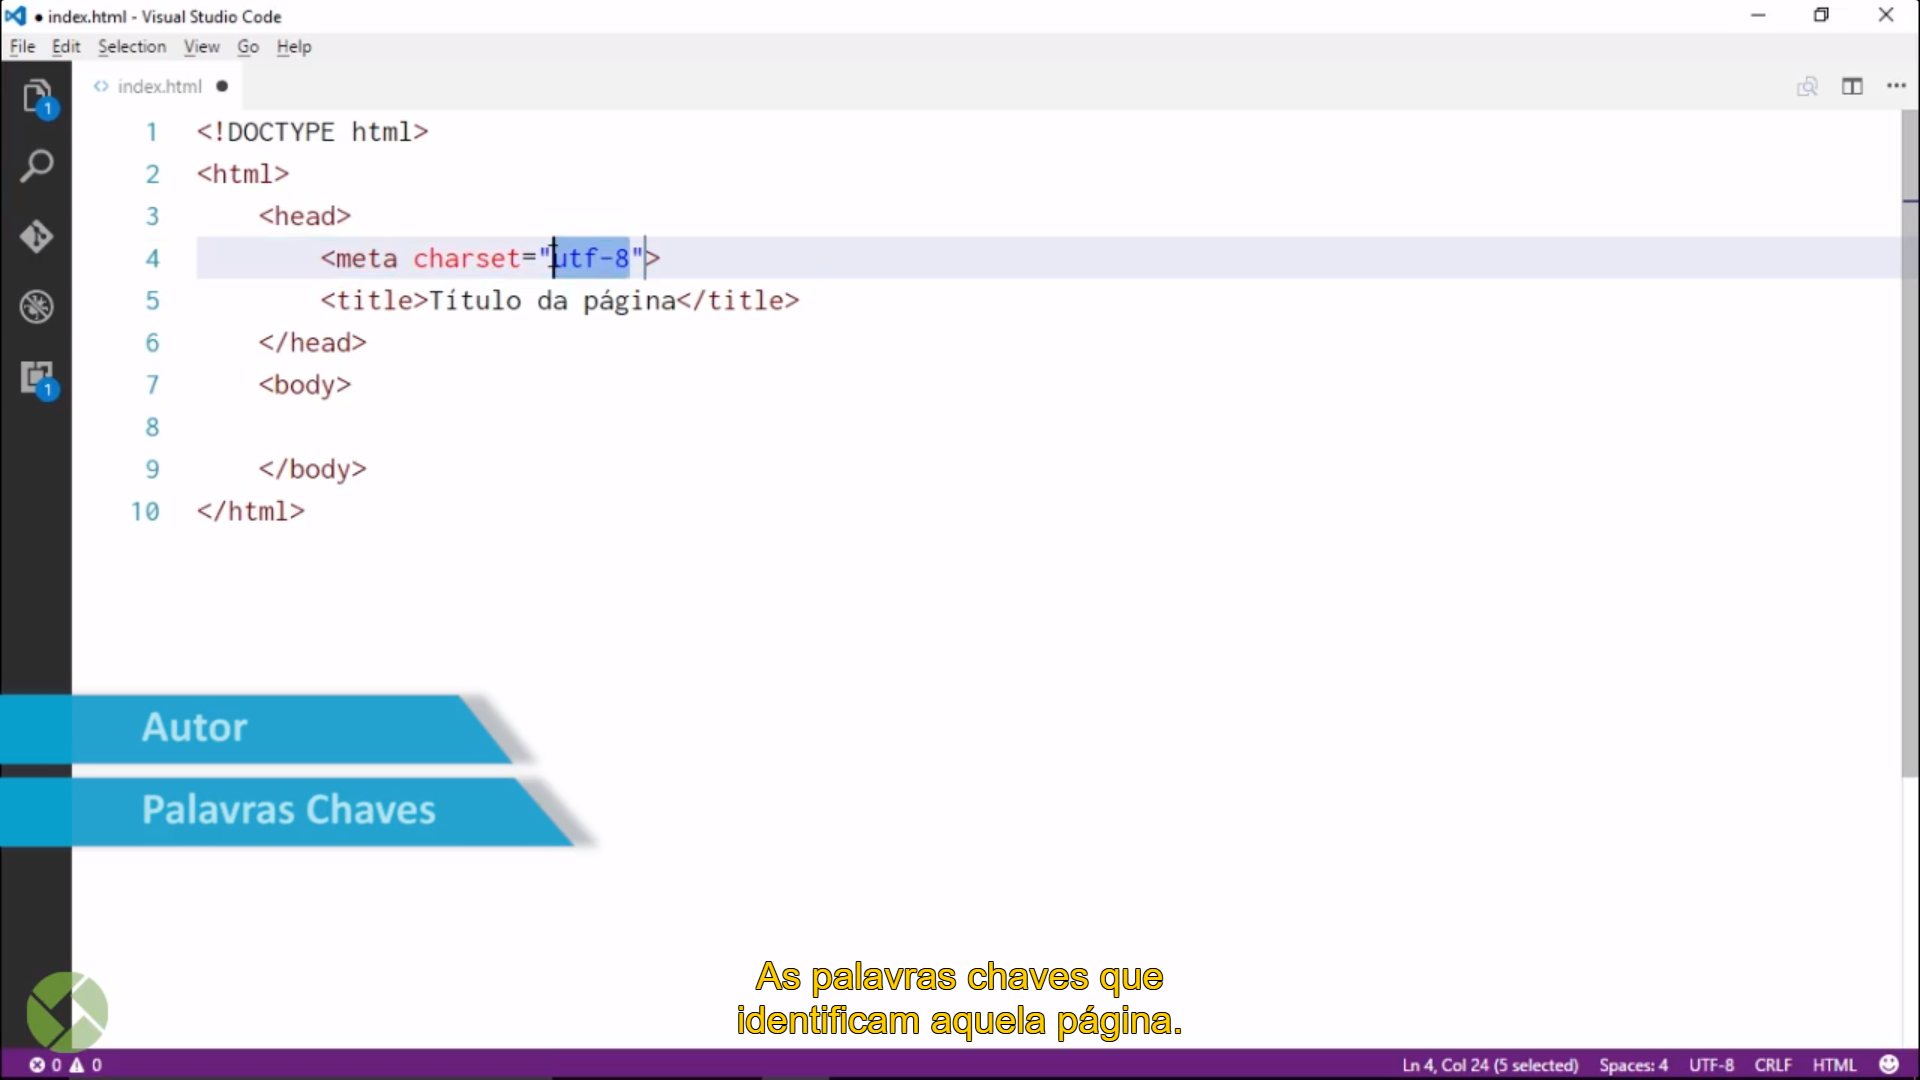 ● index.html - Visual Studio Code
File Edit Selection View Go Help
1
<> index.html ●
1 <!DOCTYPE html>
2 <html>
3 <head>
4 <meta charset="utf-8">
5 <title>Título da página</title>
6 </head>
7 <body>
8
9 </body>
10 </html>
1
Autor
Palavras Chaves
As palavras chaves que
identificam aquela página.
0 0 Ln 4, Col 24 (5 selected) Spaces: 4 UTF-8 CRLF HTML